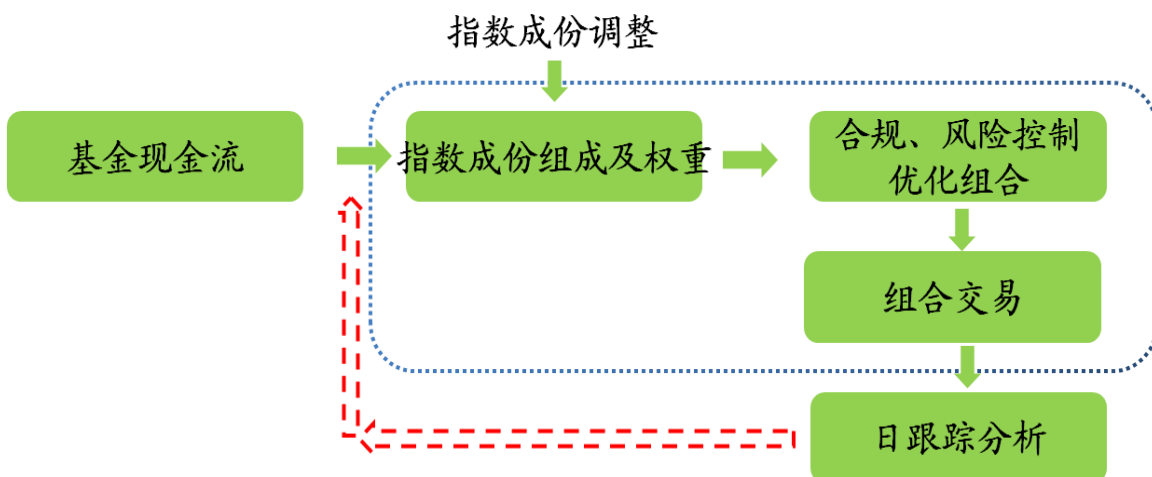 指数成份调整
基金现金流
指数成份组成及权重
合规、风险控制
优化组合
组合交易
日跟踪分析